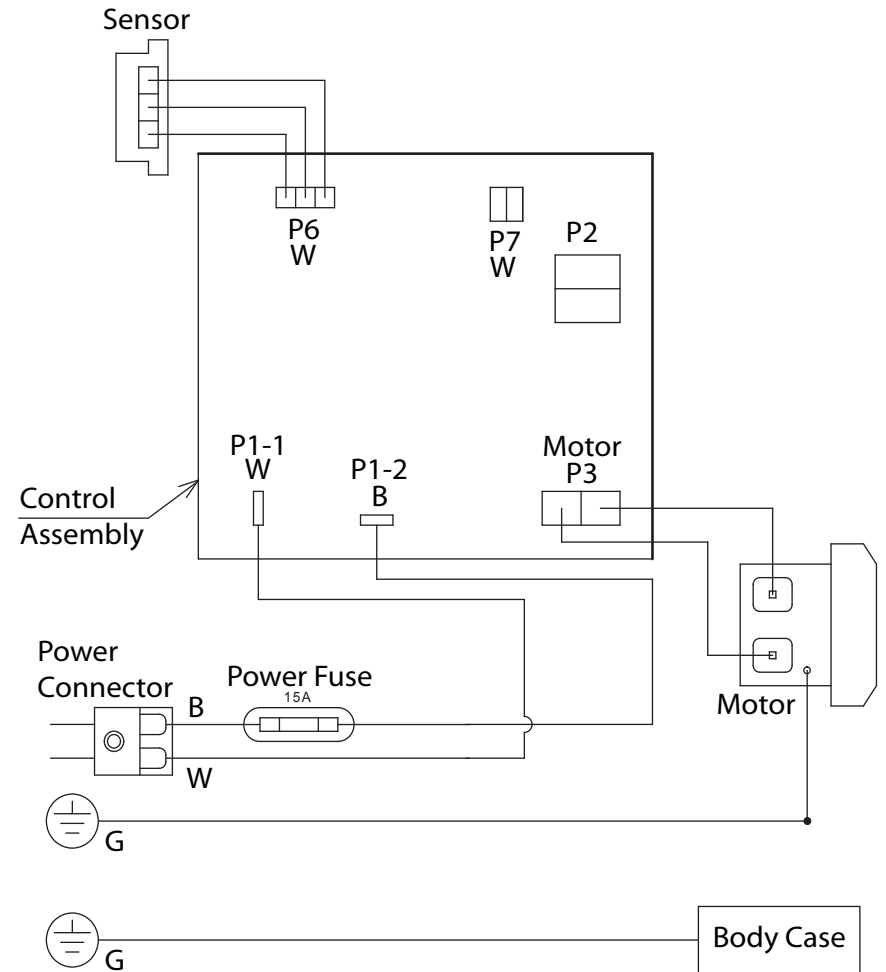 Sensor
P6
W
P7
W
P2
P1-1
W
P1-2
B
Motor
P3
Control
Assembly
Power
Connector
B
Power Fuse
15A
Motor
W
G
G
Body Case